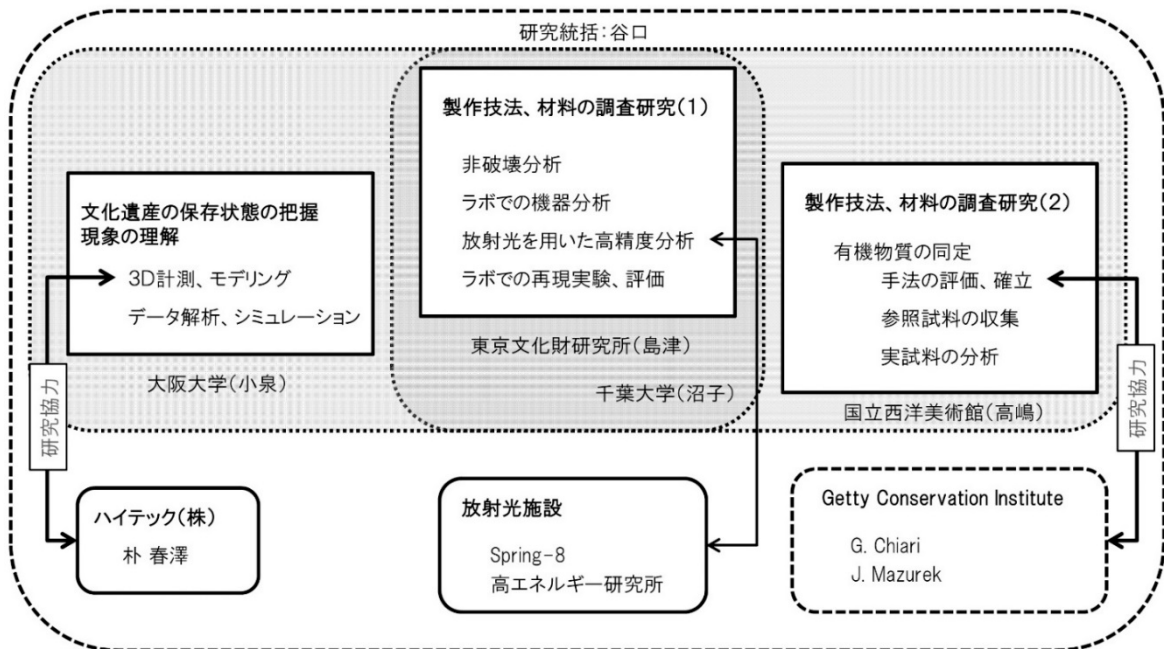 研究統括：谷口
製作技法、材料の調査研究(1)
非破壊分析
ラボでの機器分析
放射光を用いた高精度分析
ラボでの再現実験、評価
東京文化財研究所(島津)
千葉大学(沼子)
文化遺産の保存状態の把握
現象の理解
3D計測、モデリング
データ解析、シミュレーション
大阪大学(小泉)
製作技法、材料の調査研究(2)
有機物質の同定
手法の評価、確立
参照試料の収集
実試料の分析
国立西洋美術館(高嶋)
研究協力
研究協力
ハイテック(株)
朴 春澤
放射光施設
Spring-8
高エネルギー研究所
Getty Conservation Institute
G. Chiari
J. Mazurek